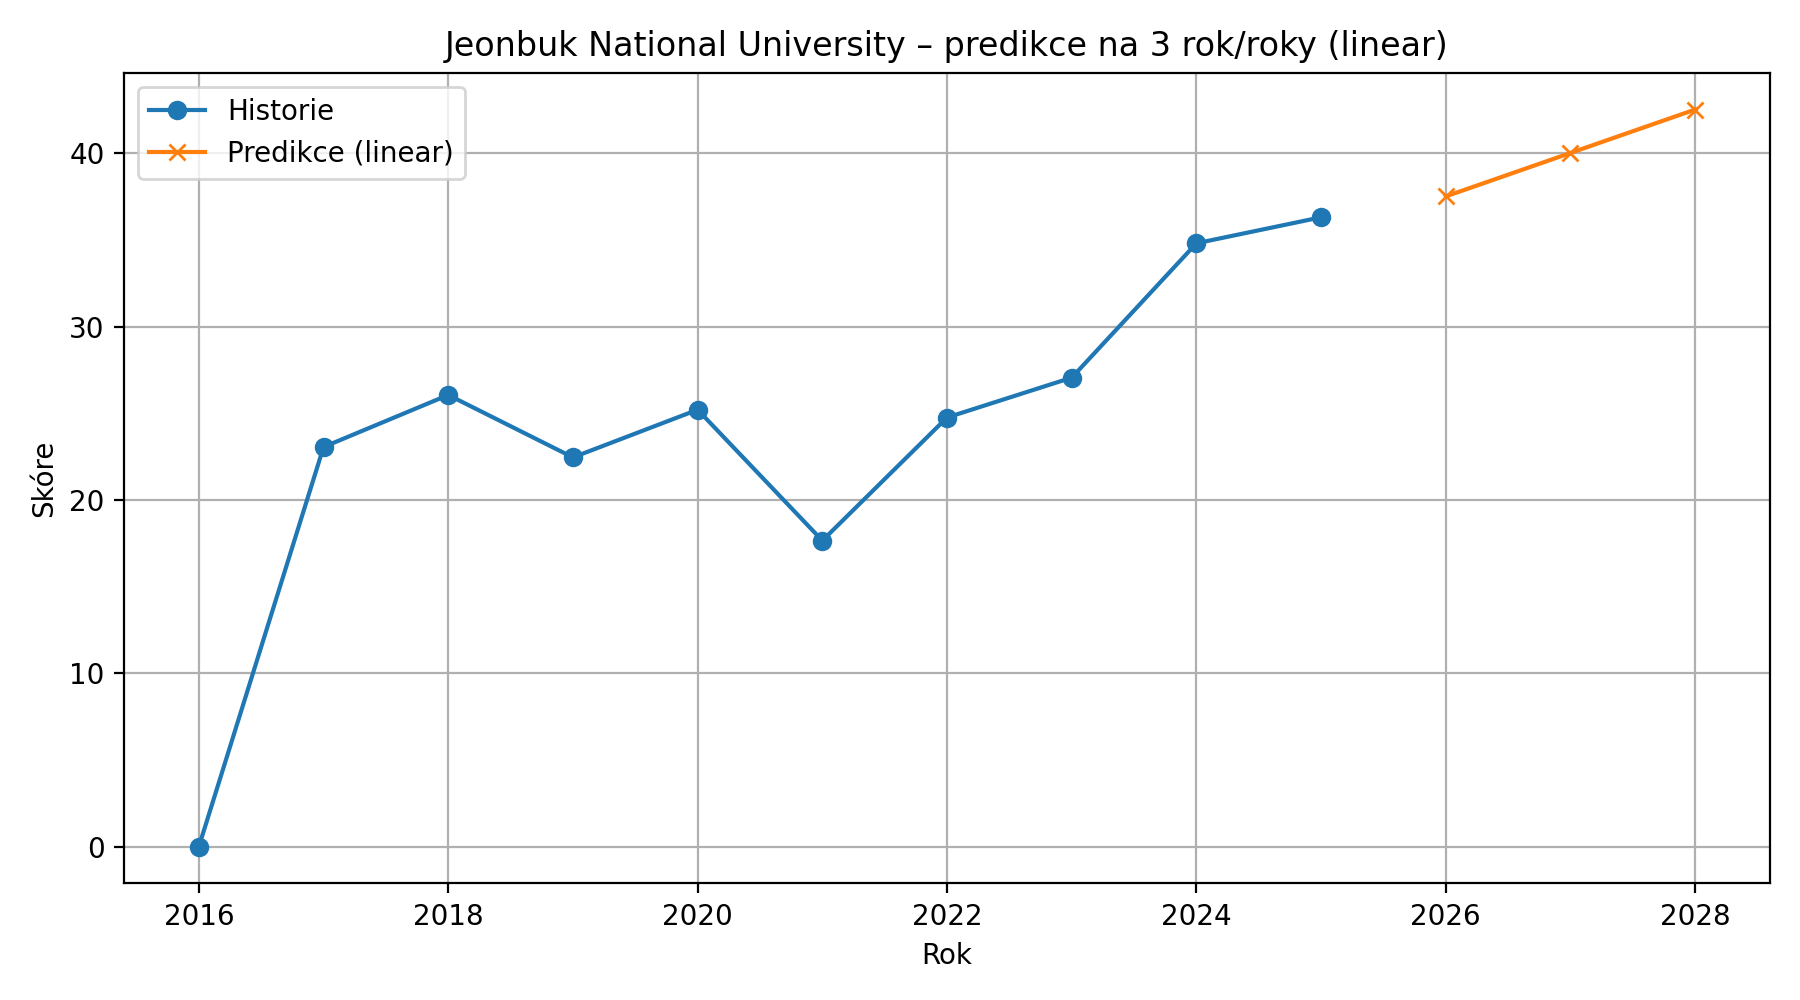 Jeonbuk National University – predikce na 3 rok/roky (linear)
Historie
Predikce (linear)
Skóre
40
30
20
10
0
2016 2018 2020 2022 2024 2026 2028
Rok